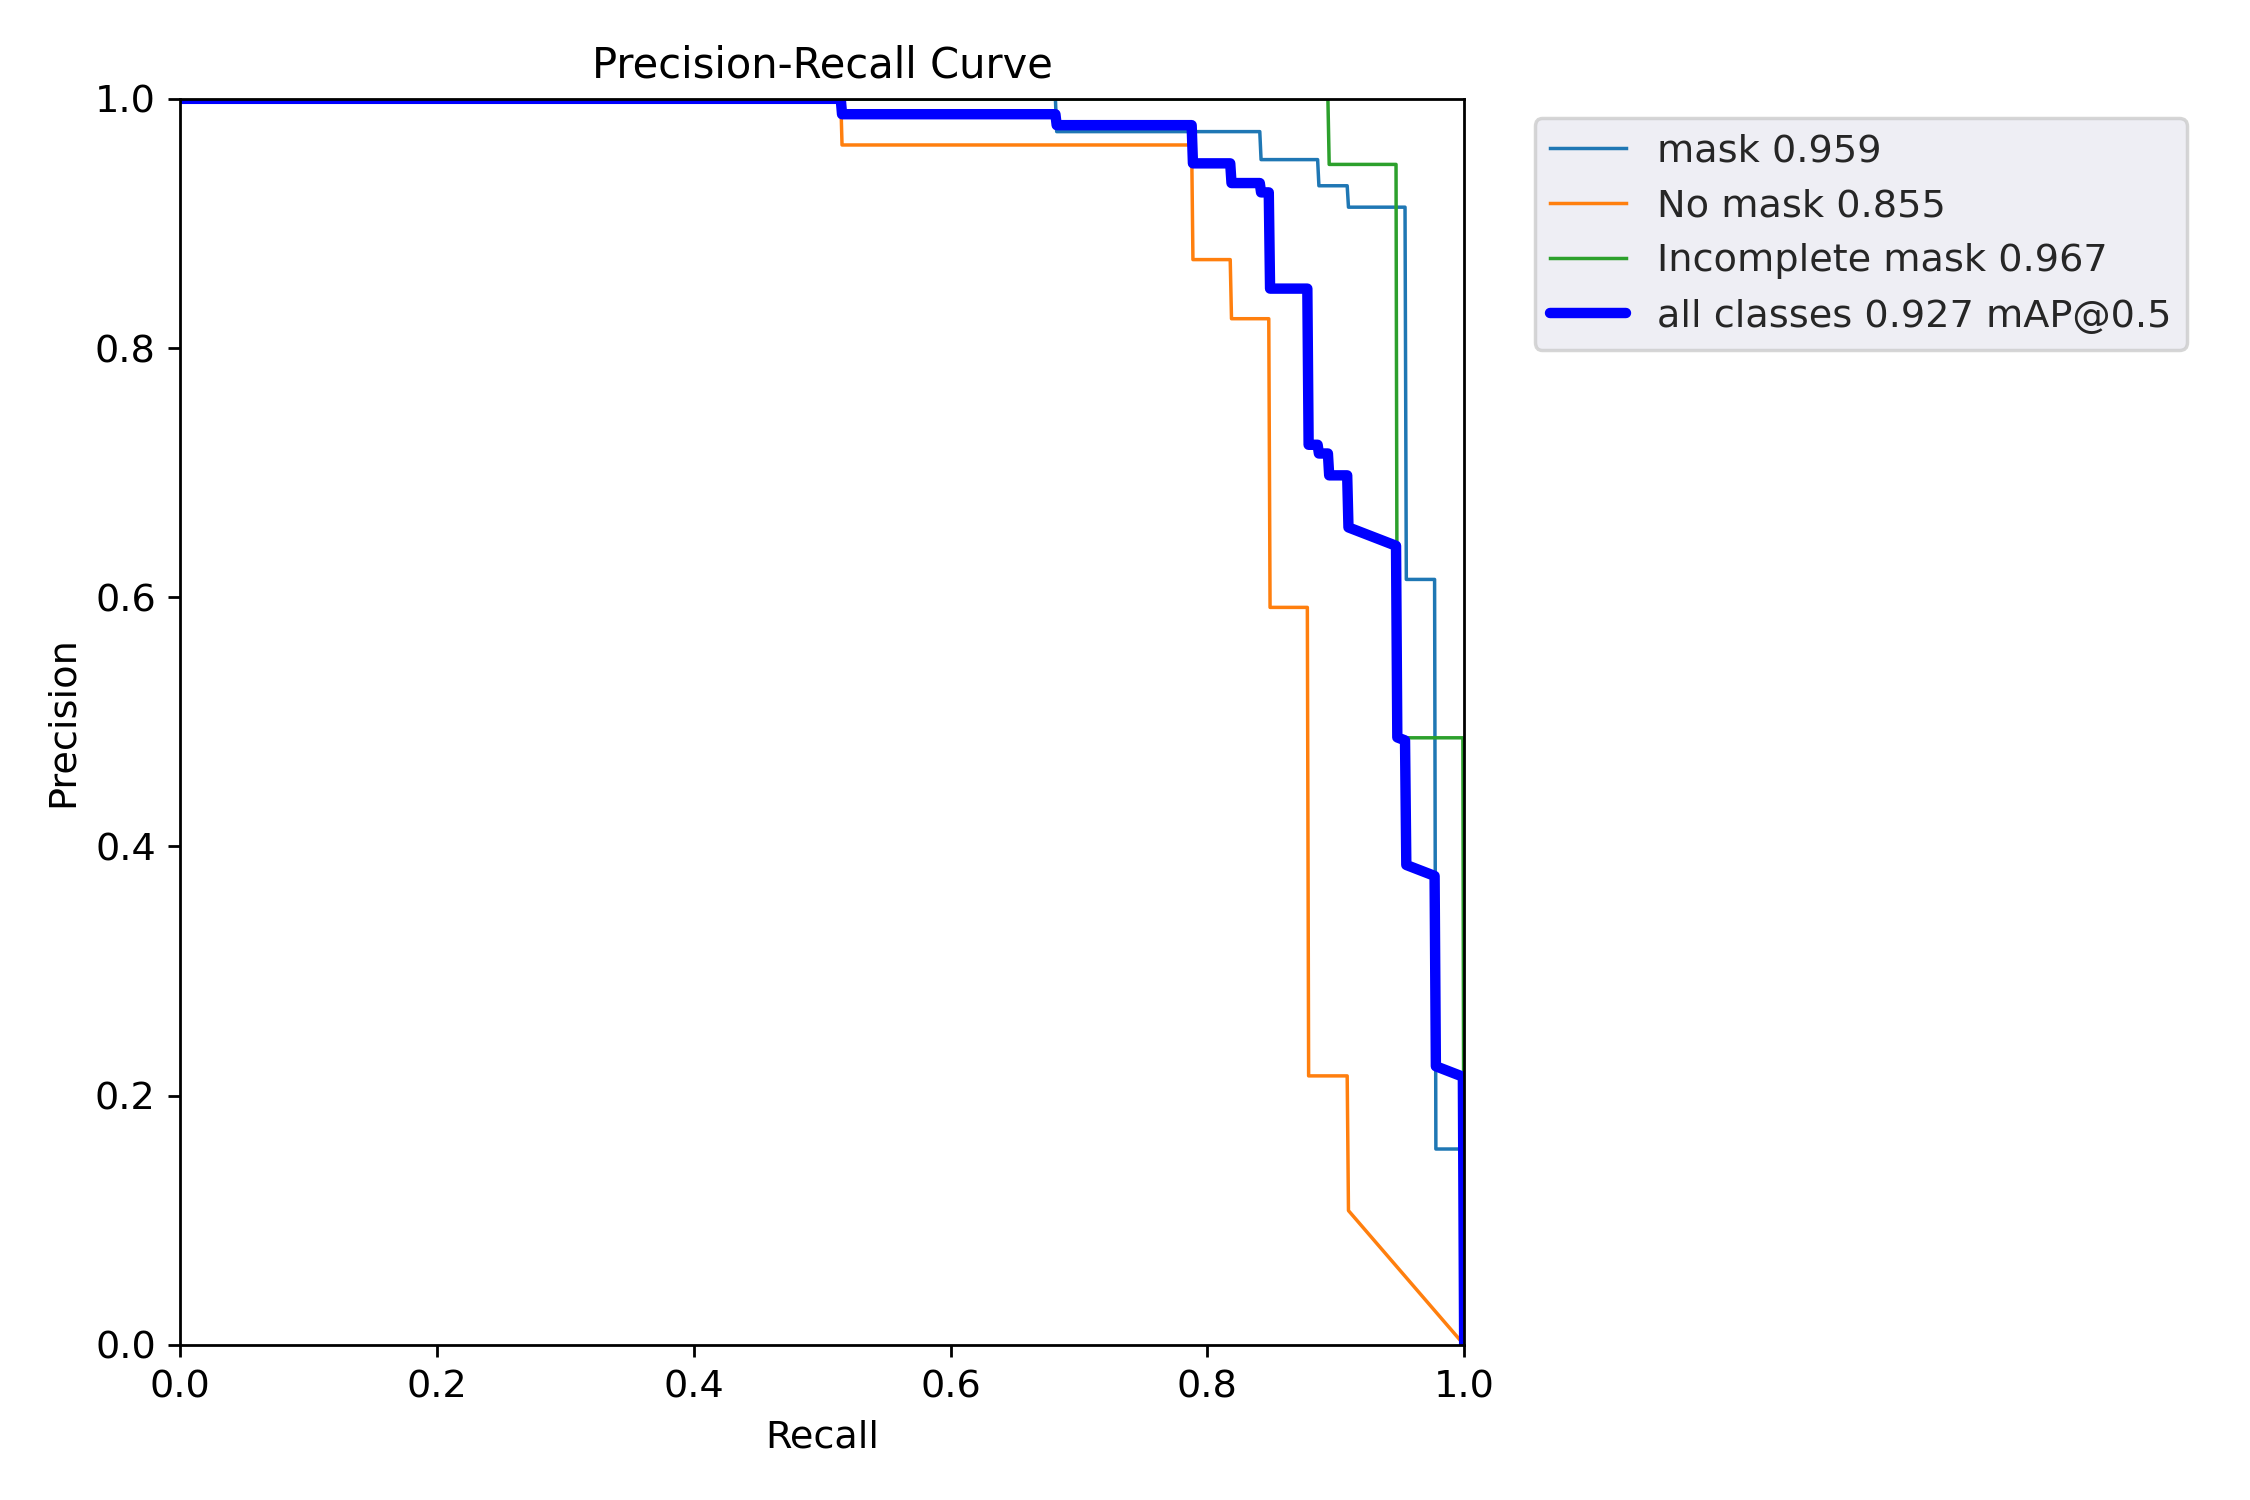 Precision-Recall Curve
1.0
0.8
0.6
0.4
0.2
0.0
Precision
0.0 0.2 0.4 0.6 0.8 1.0
Recall
mask 0.959
No mask 0.855
Incomplete mask 0.967
all classes 0.927 mAP@0.5